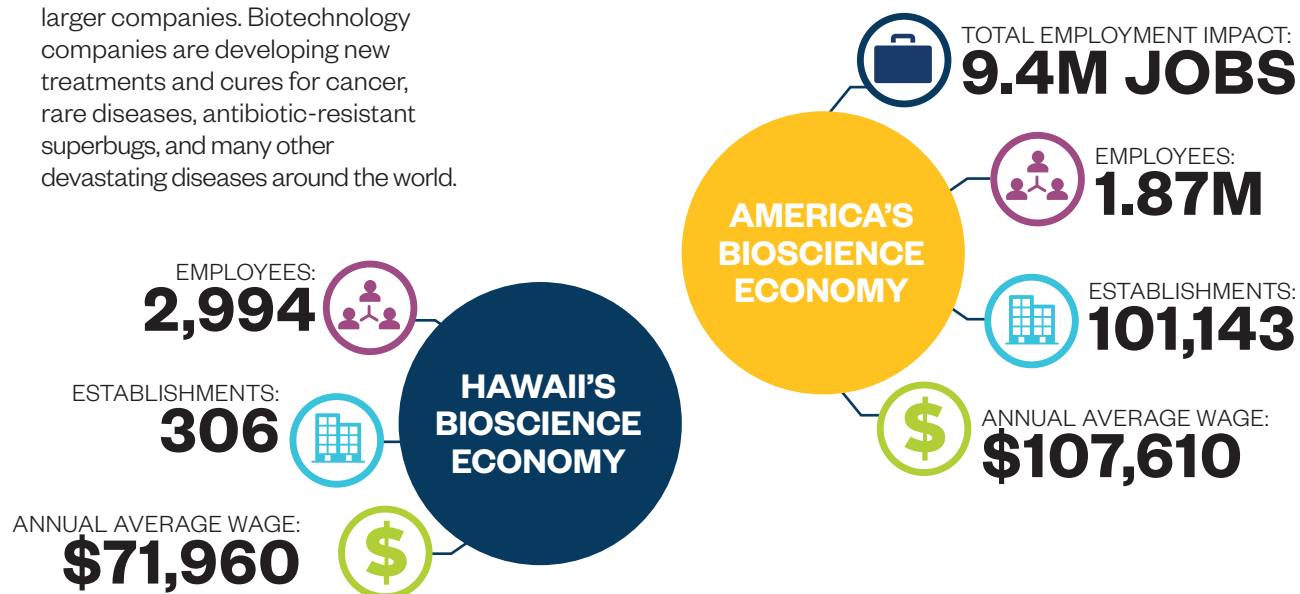 larger companies. Biotechnology
companies are developing new
treatments and cures for cancer,
rare diseases, antibiotic-resistant
superbugs, and many other
devastating diseases around the world.
TOTAL EMPLOYMENT IMPACT:
9.4M JOBS
EMPLOYEES:
1.87M
AMERICA'S
BIOSCIENCE
ECONOMY
ESTABLISHMENTS:
101,143
ANNUAL AVERAGE WAGE:
$107,610
EMPLOYEES:
2,994
ESTABLISHMENTS:
306
HAWAII'S
BIOSCIENCE
ECONOMY
ANNUAL AVERAGE WAGE:
$71,960